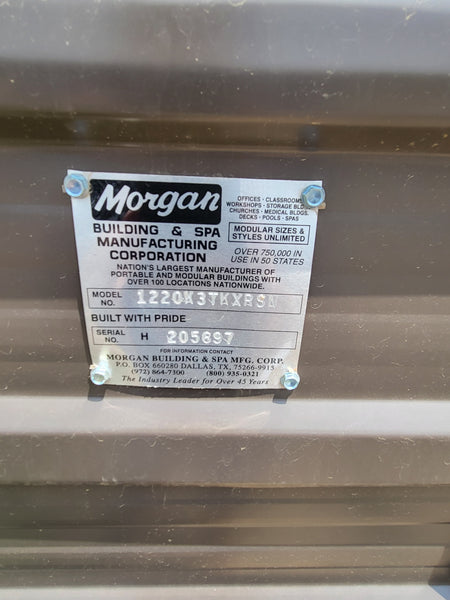 Morgan
BUILDING & SPA
MANUFACTURING
CORPORATION
OFFICES · CLASSROOMS
WORKSHOPS · STORAGE BLD.
CHURCHES · MEDICAL BLDGS.
DECKS · POOLS · SPAS
MODULAR SIZES &
STYLES UNLIMITED
OVER 750,000 IN
USE IN 50 STATES
NATION'S LARGEST MANUFACTURER OF
PORTABLE AND MODULAR BUILDINGS WITH
OVER 100 LOCATIONS NATIONWIDE.
MODEL NO. 1220K3TKXRSN
BUILT WITH PRIDE
SERIAL NO. H 205697
FOR INFORMATION CONTACT
MORGAN BUILDING & SPA MFG. CORP.
P.O. BOX 660280 DALLAS, TX, 75266-9915
(972) 864-7300 (800) 935-0321
The Industry Leader for Over 45 Years